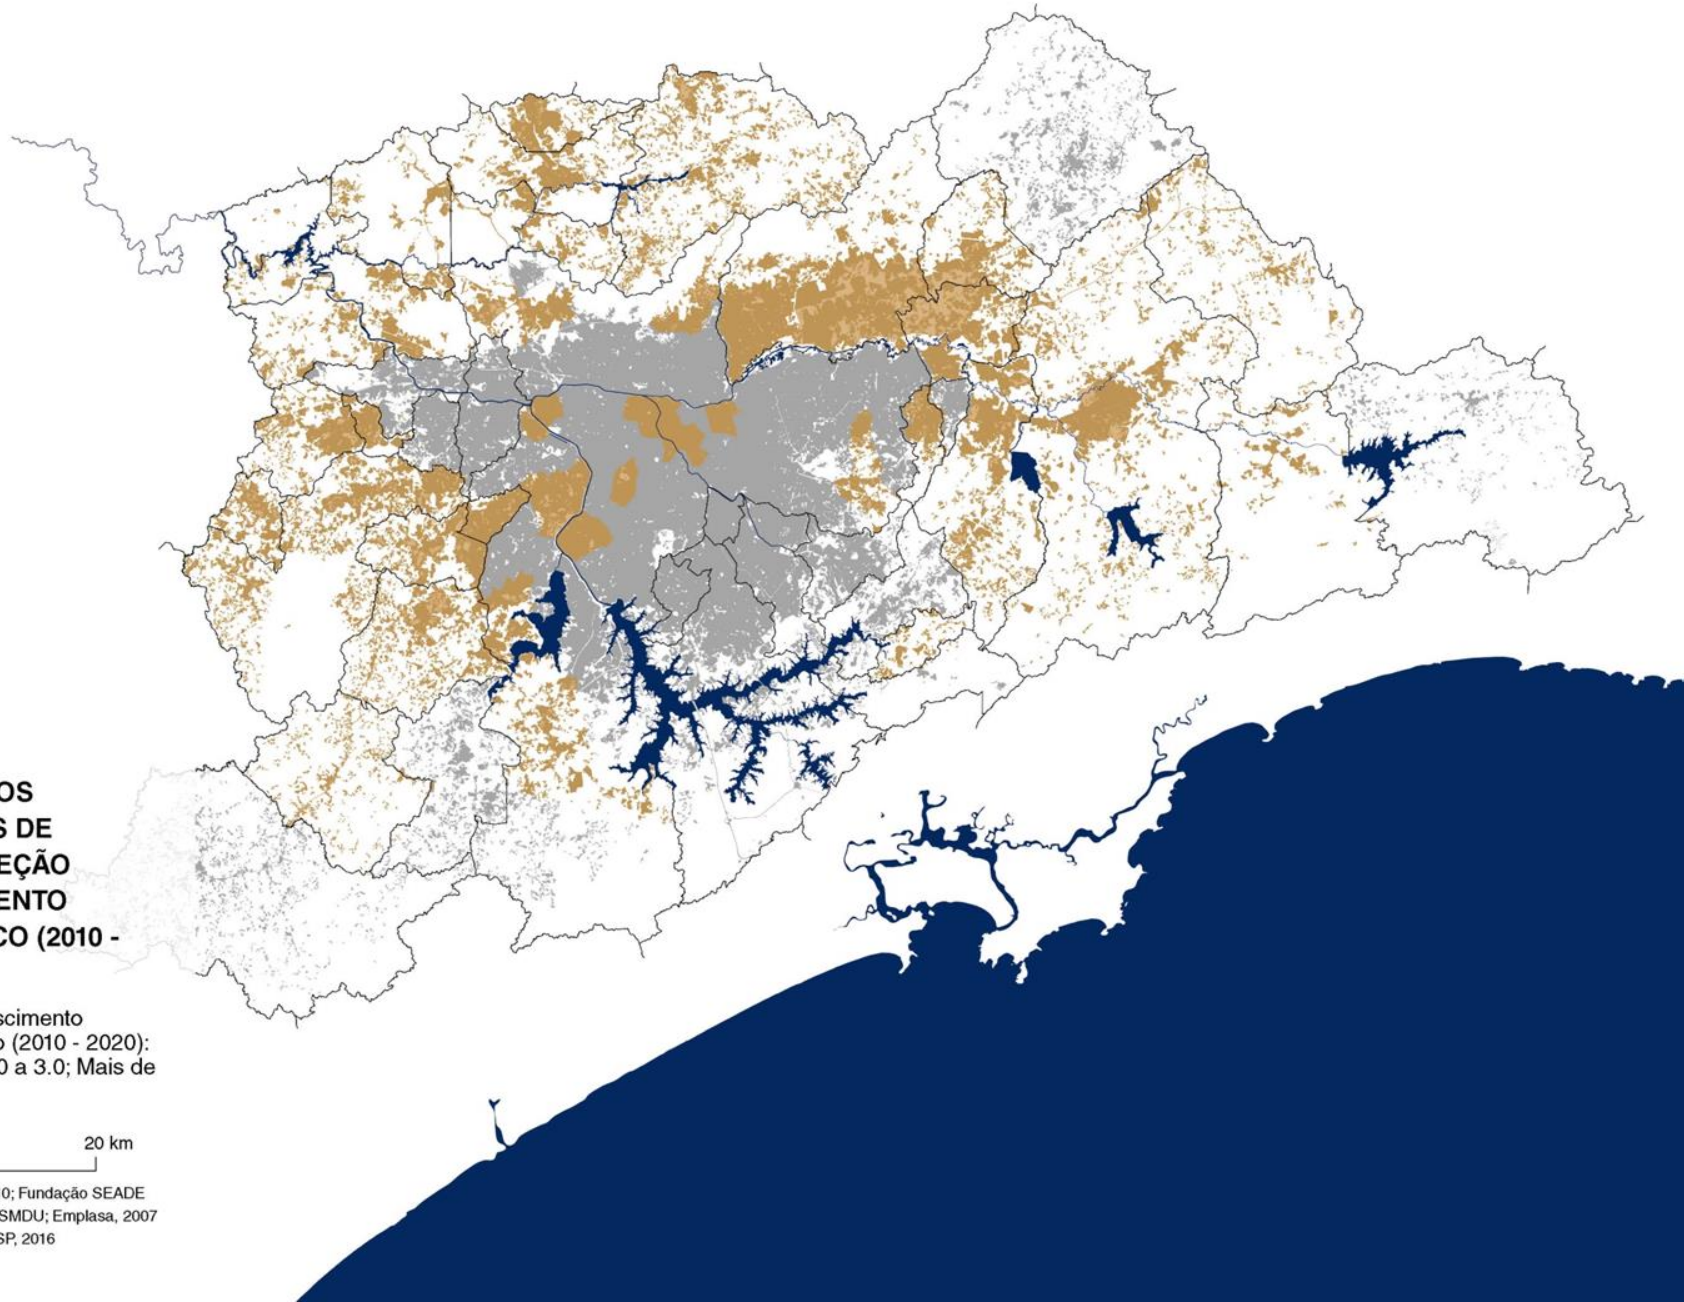 OS
S DE
EÇÃO
ENTO
CO (2010 -
scimento
o (2010 - 2020):
0 a 3.0; Mais de
20 km
0; Fundação SEADE
SMDU; Emplasa, 2007
SP, 2016